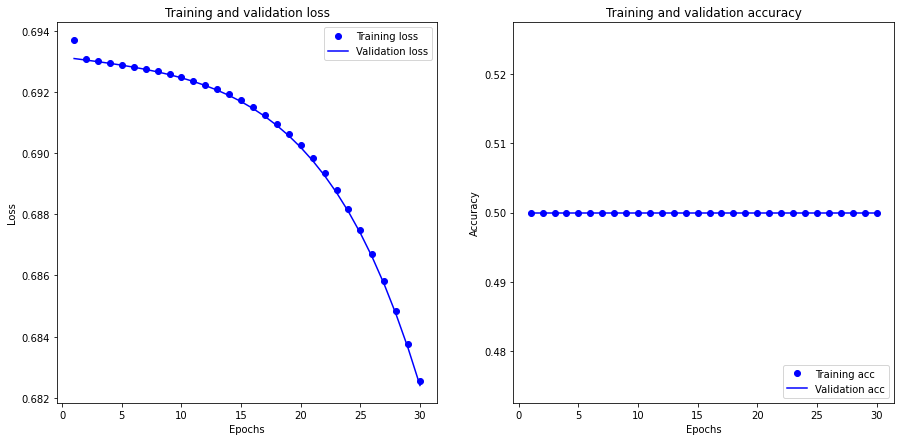 Training and validation loss
0.694
0.692
0.690
0.688
0.686
0.684
0.682
Loss
0 5 10 15 20 25 30
Epochs
Training loss
Validation loss
Training and validation accuracy
0.52
0.51
0.50
0.49
0.48
Accuracy
0 5 10 15 20 25 30
Epochs
Training acc
Validation acc